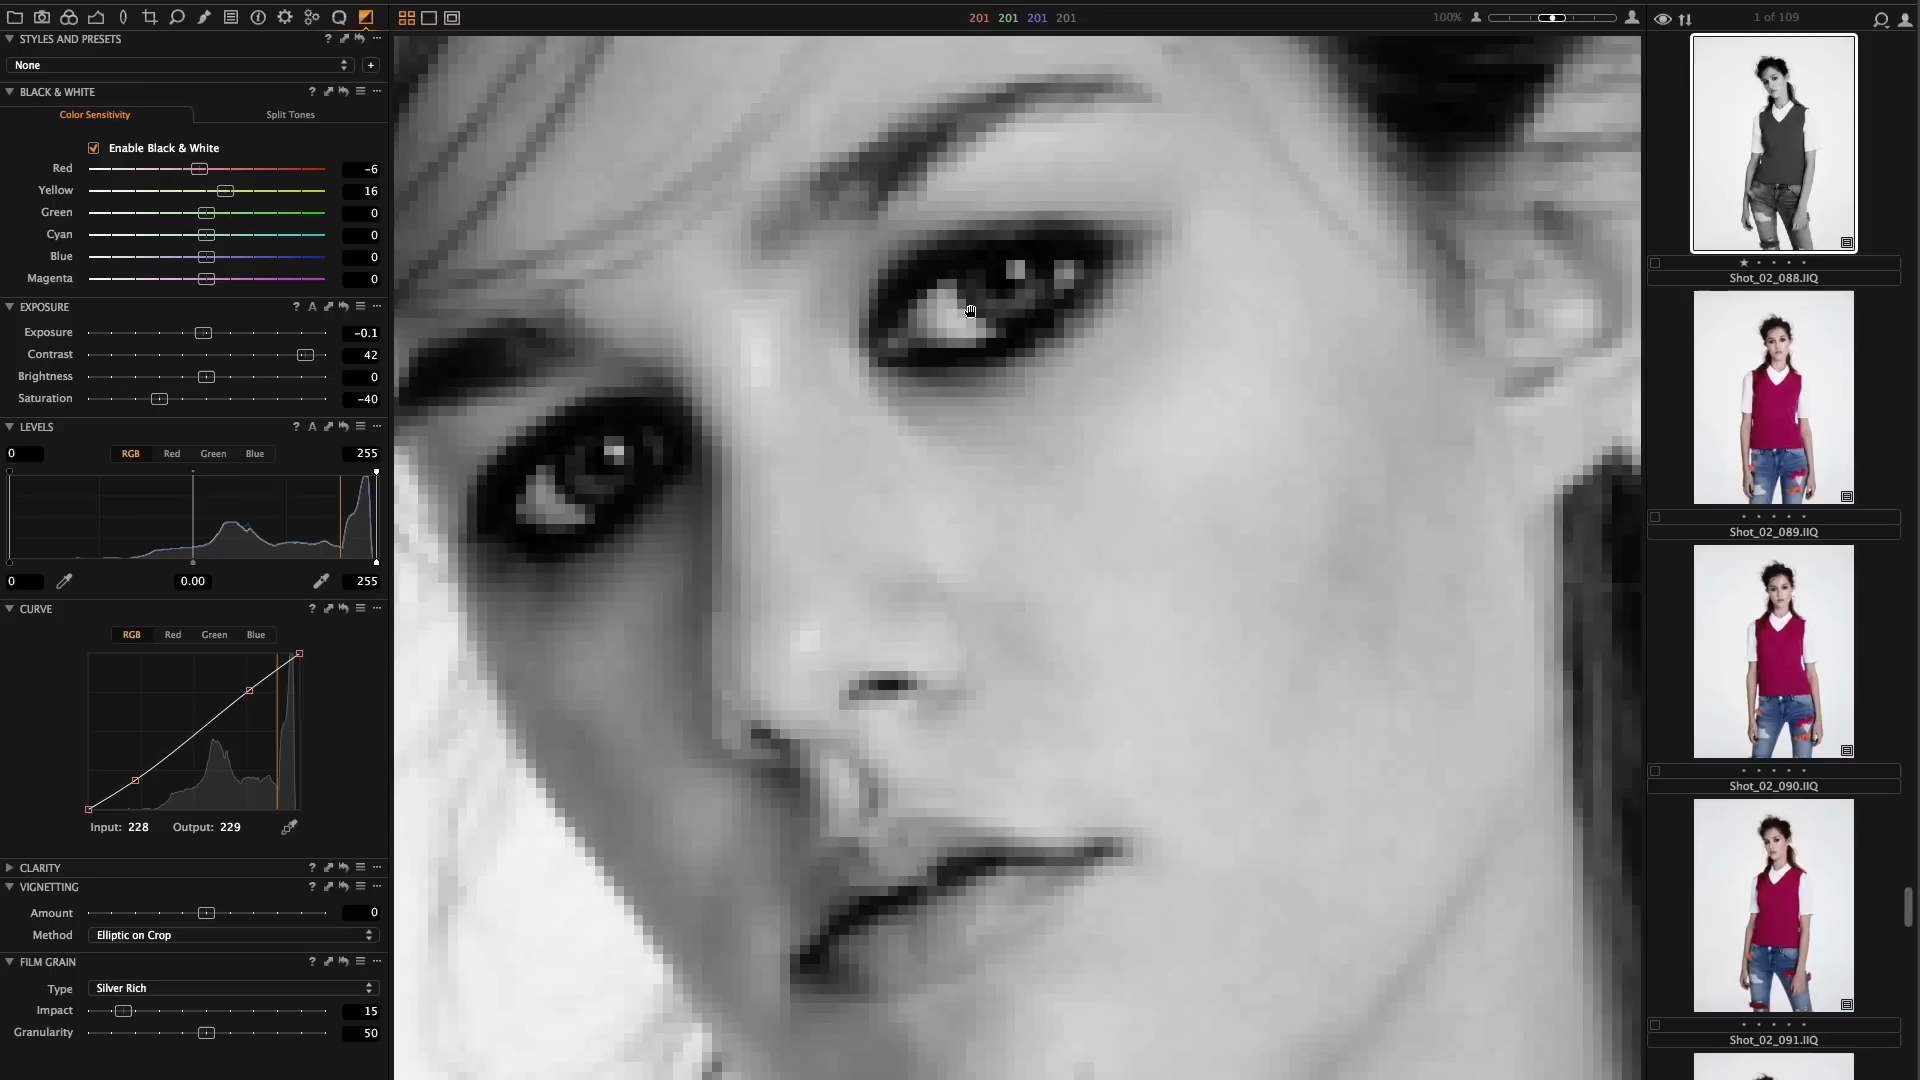 201 201 201 201
100%
1 of 109
STYLES AND PRESETS
None
BLACK & WHITE
Color Sensitivity
Split Tones
Enable Black & White
Red -6
Yellow 16
Green 0
Cyan 0
Blue 0
Magenta 0
EXPOSURE
Exposure -0.1
Contrast 42
Brightness 0
Saturation -40
LEVELS
0 RGB Red Green Blue 255
0 0.00 255
CURVE
RGB Red Green Blue
Input: 228 Output: 229
CLARITY
VIGNETTING
Amount 0
Method Elliptic on Crop
FILM GRAIN
Type Silver Rich
Impact 15
Granularity 50
Shot_02_088.IIQ
Shot_02_089.IIQ
Shot_02_090.IIQ
Shot_02_091.IIQ